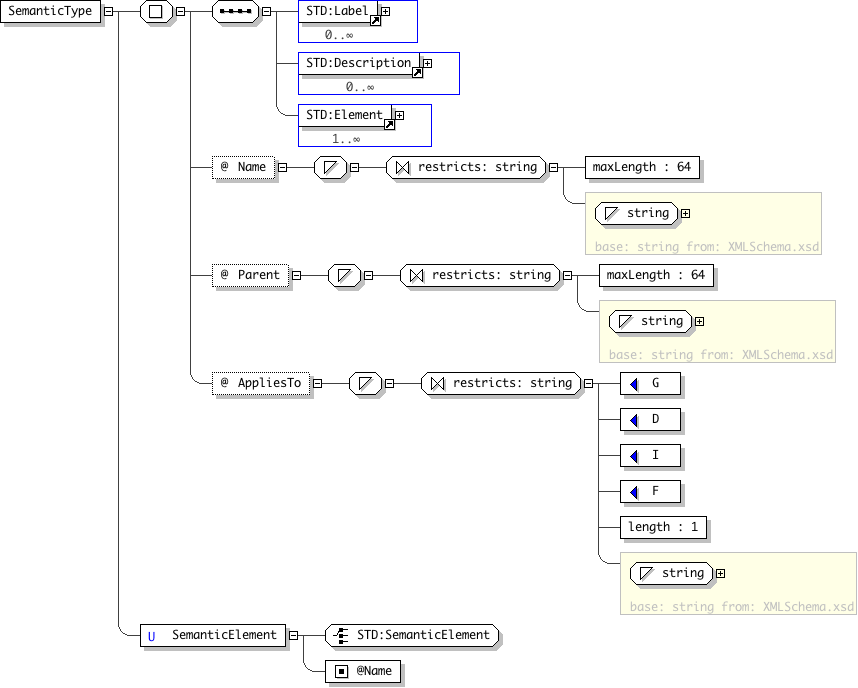 SemanticType
STD:Label
0..∞
STD:Description
0..∞
STD:Element
1..∞
@ Name
restricts: string
maxLength : 64
string
base: string from: XMLSchema.xsd
@ Parent
restricts: string
maxLength : 64
string
base: string from: XMLSchema.xsd
@ AppliesTo
restricts: string
G
D
I
F
length : 1
string
base: string from: XMLSchema.xsd
U SemanticElement
STD:SemanticElement
@Name